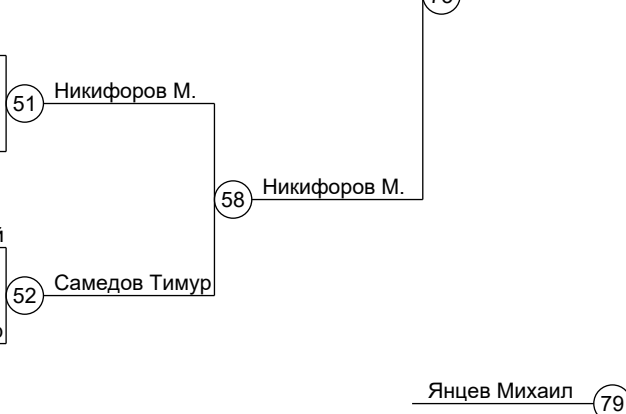 51 Никифоров М.
58 Никифоров М.
й
52 Самедов Тимур
Янцев Михаил 79